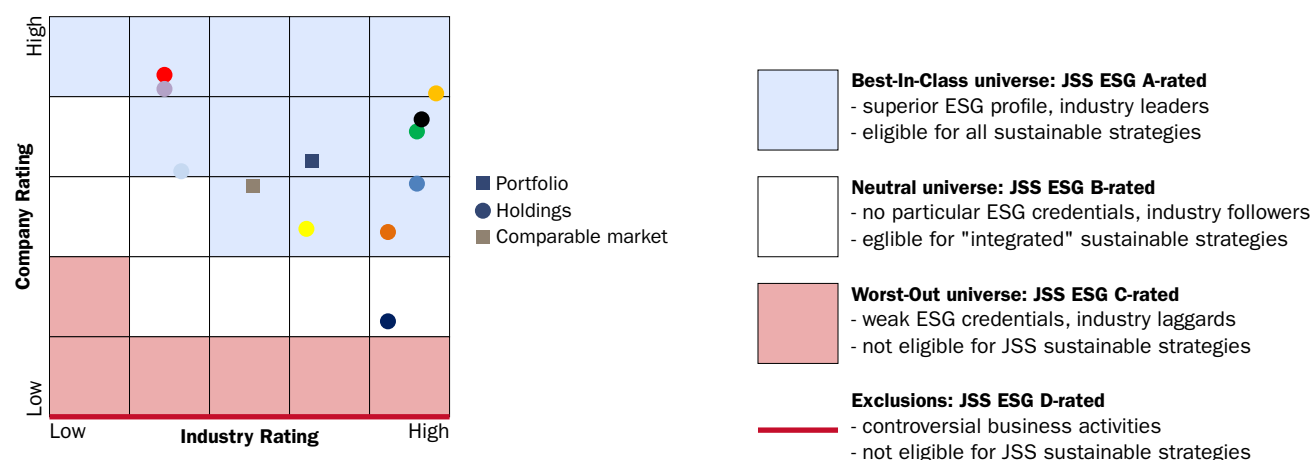 High
Company Rating
Low
Low
Industry Rating
High
Portfolio
Holdings
Comparable market
Best-In-Class universe: JSS ESG A-rated
- superior ESG profile, industry leaders
- eligible for all sustainable strategies
Neutral universe: JSS ESG B-rated
- no particular ESG credentials, industry followers
- eglible for "integrated" sustainable strategies
Worst-Out universe: JSS ESG C-rated
- weak ESG credentials, industry laggards
- not eligible for JSS sustainable strategies
Exclusions: JSS ESG D-rated
- controversial business activities
- not eligible for JSS sustainable strategies